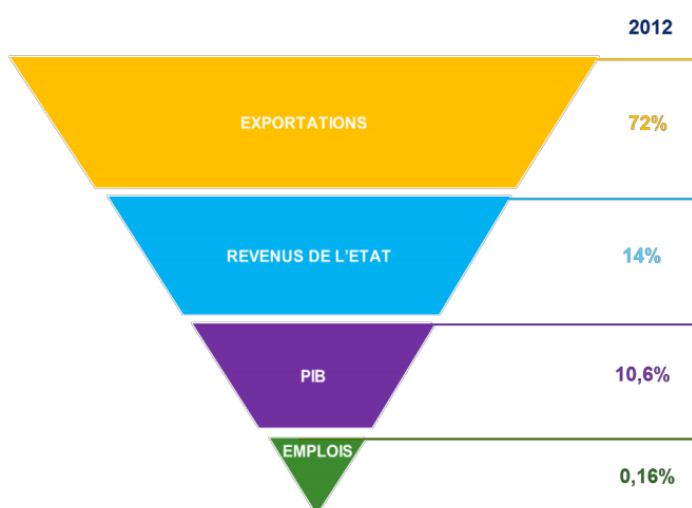 2012
EXPORTATIONS
72%
REVENUS DE L'ETAT
14%
PIB
10,6%
EMPLOIS
0,16%